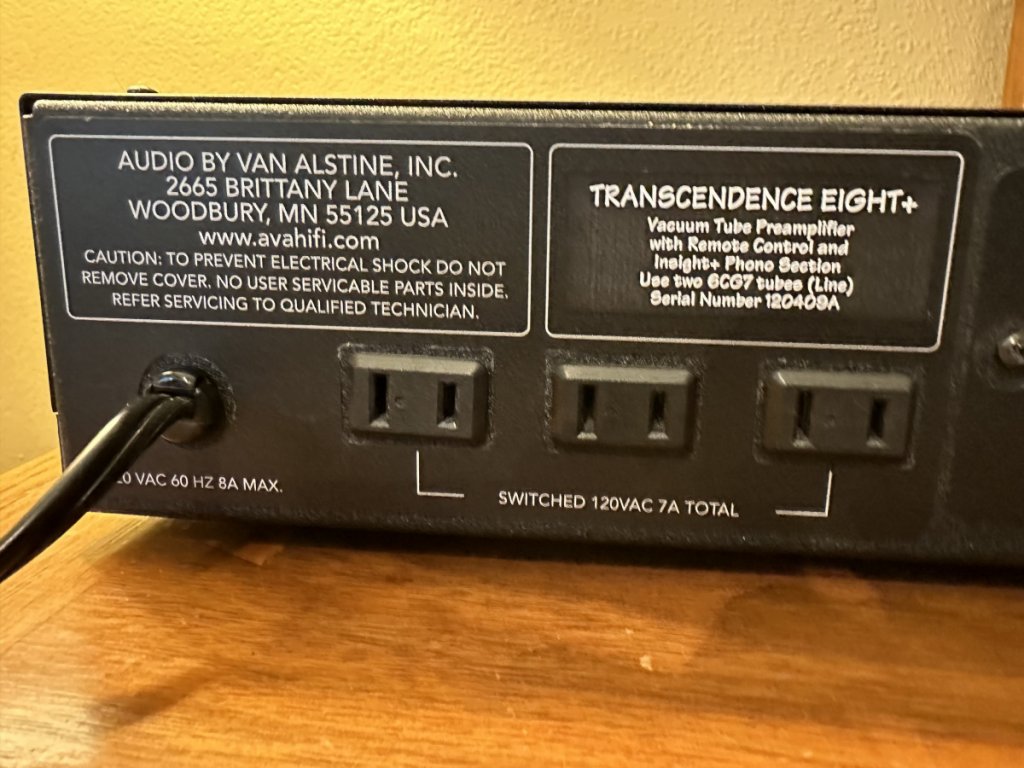 AUDIO BY VAN ALSTINE, INC.
2665 BRITTANY LANE
WOODBURY, MN 55125 USA
www.avahifi.com
CAUTION: TO PREVENT ELECTRICAL SHOCK DO NOT
REMOVE COVER. NO USER SERVICABLE PARTS INSIDE.
REFER SERVICING TO QUALIFIED TECHNICIAN.
TRANSCENDENCE EIGHT+
Vacuum Tube Preamplifier
with Remote Control and
Insight+ Phono Section
Use two 6CG7 tubes (Line)
Serial Number 120409A
VAC 60 HZ 8A MAX.
SWITCHED 120VAC 7A TOTAL